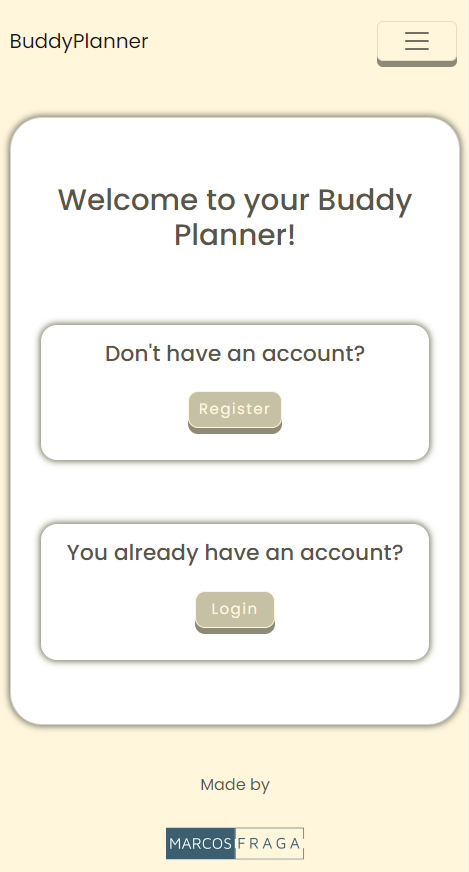 BuddyPlanner
Welcome to your Buddy
Planner!
Don't have an account?
Register
You already have an account?
Login
Made by
MARCOS FRAGA